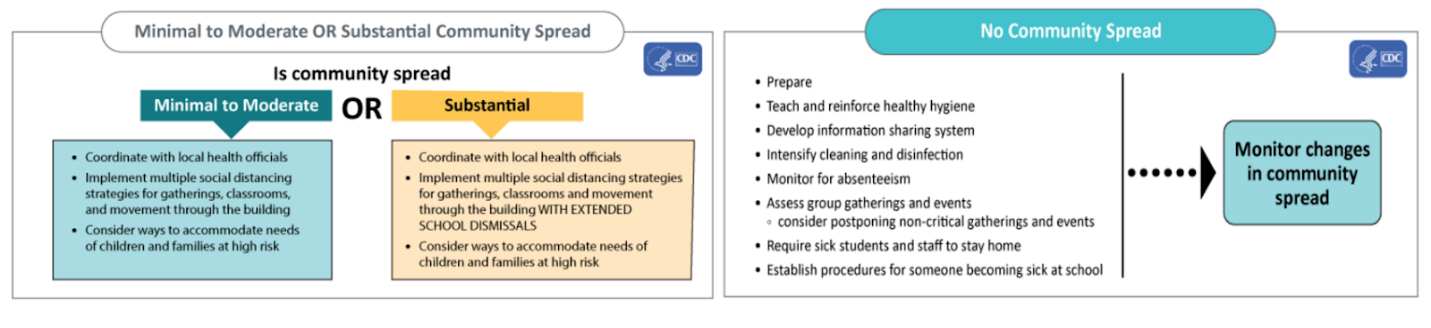 Minimal to Moderate OR Substantial Community Spread
CDC
Is community spread
Minimal to Moderate
OR
Substantial
• Coordinate with local health officials
• Implement multiple social distancing
strategies for gatherings, classrooms,
and movement through the building
• Consider ways to accommodate needs
of children and families at high risk
• Coordinate with local health officials
• Implement multiple social distancing strategies
for gatherings, classrooms and movement
through the building WITH EXTENDED
SCHOOL DISMISSALS
• Consider ways to accommodate needs of
children and families at high risk
No Community Spread
CDC
• Prepare
• Teach and reinforce healthy hygiene
• Develop information sharing system
• Intensify cleaning and disinfection
• Monitor for absenteeism
• Assess group gatherings and events
◦ consider postponing non-critical gatherings and events
• Require sick students and staff to stay home
• Establish procedures for someone becoming sick at school
Monitor changes
in community
spread